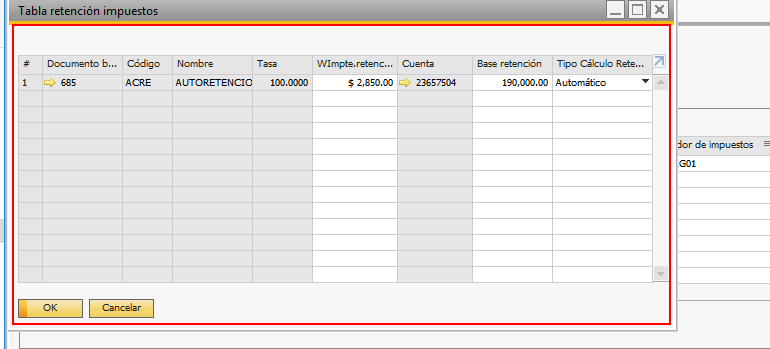 Tabla retención impuestos
# Documento b... Código Nombre Tasa WImpte.retenc... Cuenta Base retención Tipo Cálculo Rete...
1 685 ACRE AUTORETENCIO 100.0000 $ 2,850.00 23657504 190,000.00 Automático
dor de impuestos
G01
OK Cancelar